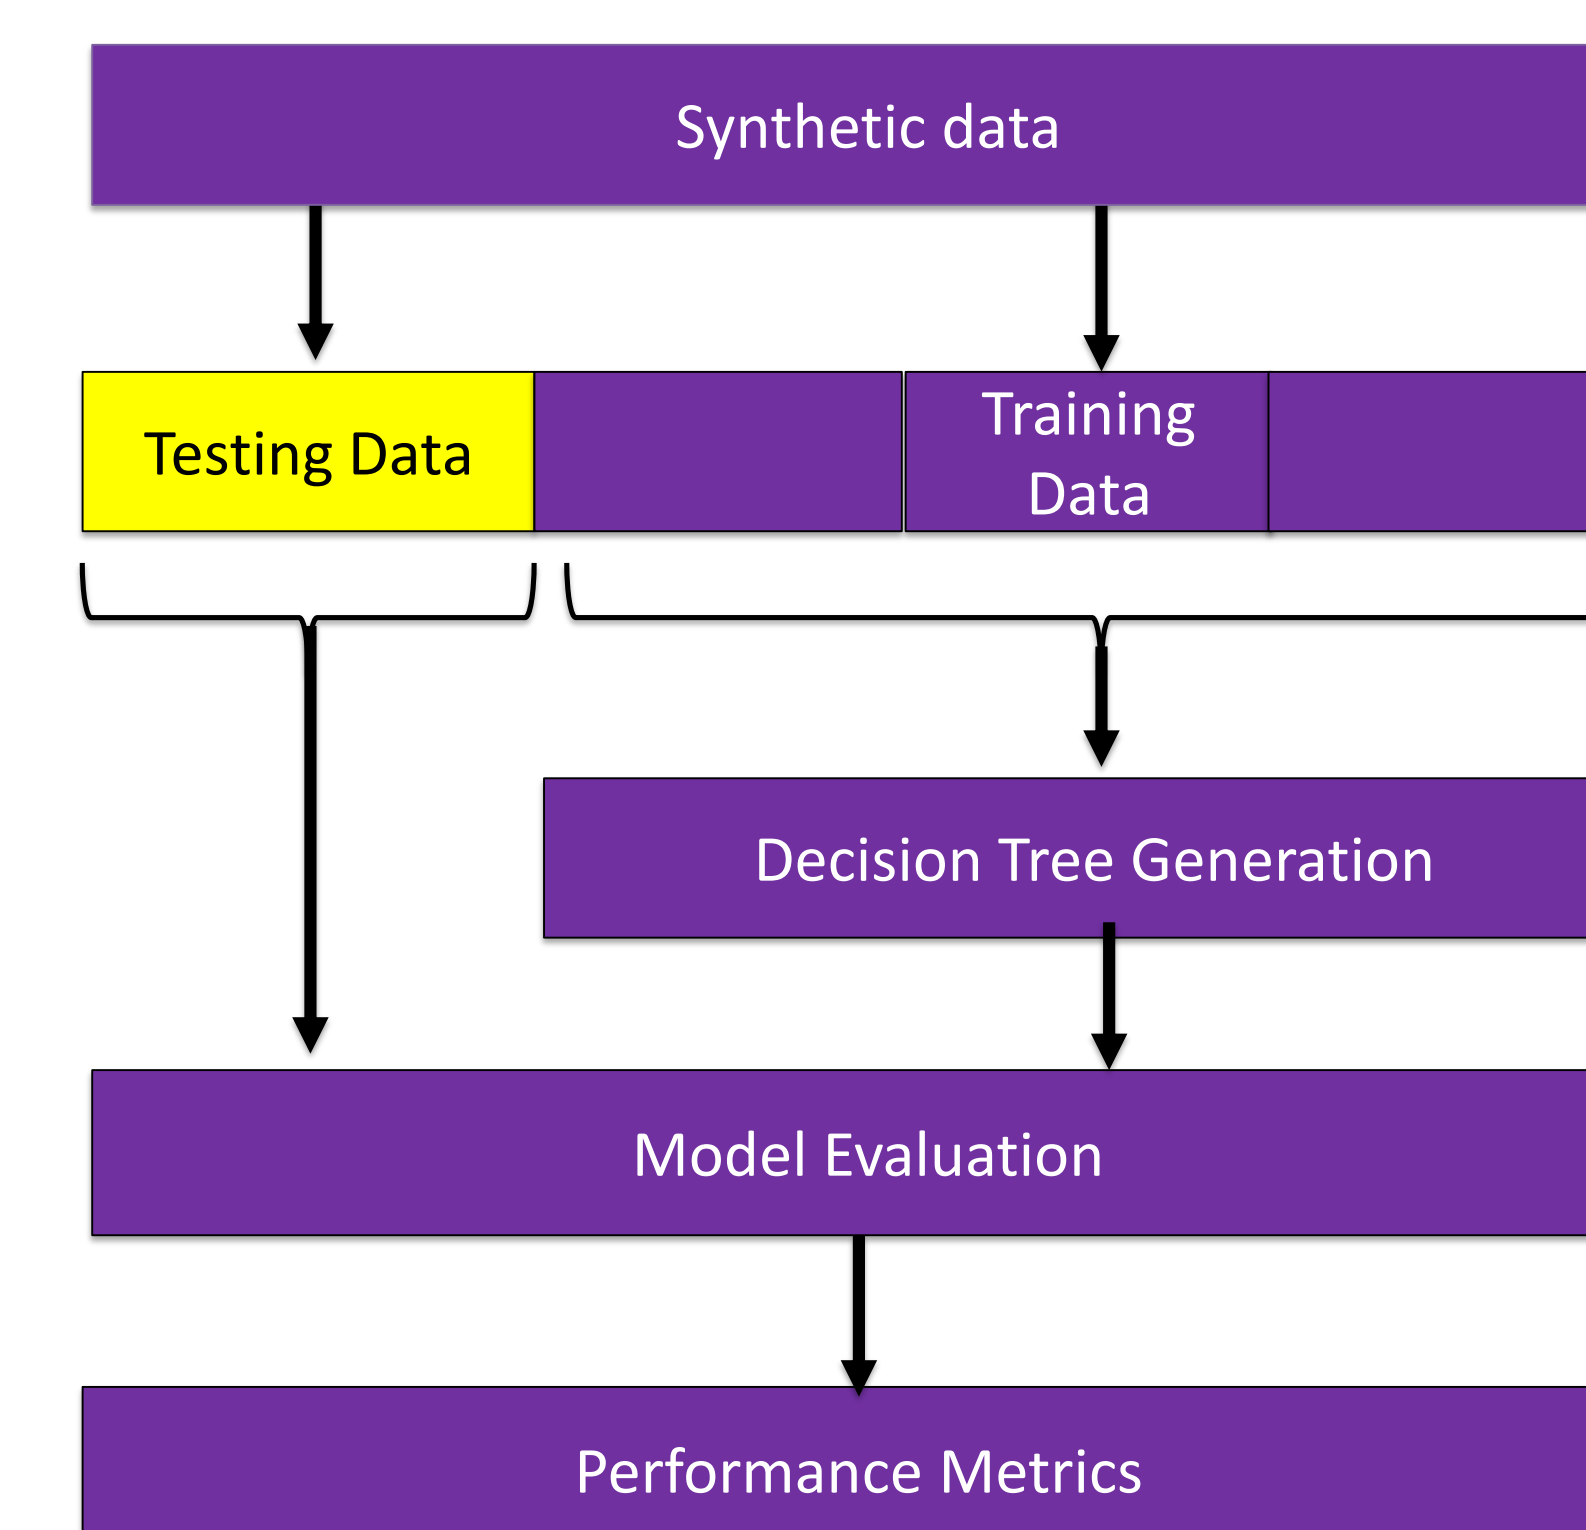 Synthetic data
Testing Data
Training
Data
Decision Tree Generation
Model Evaluation
Performance Metrics